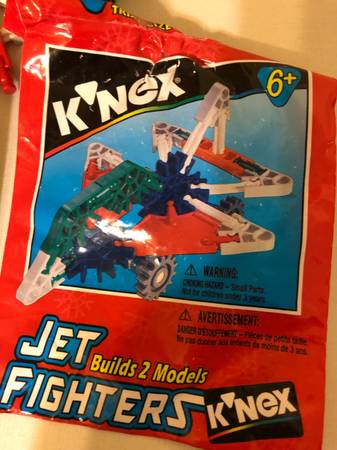 K'NEX
6+
WARNING:
CHOKING HAZARD – Small Parts.
Not for children under 3 years.
AVERTISSEMENT:
DANGER D'ÉTOUFFEMENT – Pièces de petite taille.
Ne pas donner aux enfants de moins de 3 ans.
JET
Builds 2 Models
FIGHTERS
K'NEX